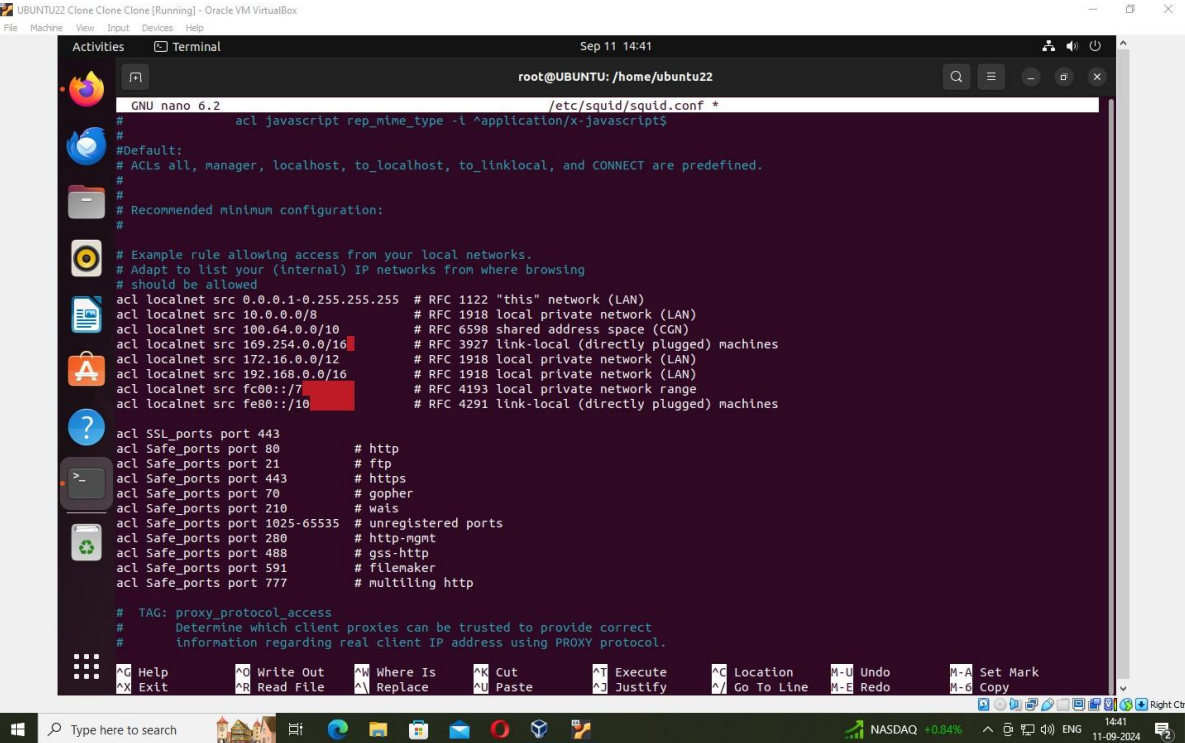 UBUNTU22 Clone Clone Clone [Running] - Oracle VM VirtualBox
File Machine View Input Devices Help
Activities Terminal Sep 11 14:41
root@UBUNTU: /home/ubuntu22
GNU nano 6.2 /etc/squid/squid.conf *
# acl javascript rep_mime_type -i ^application/x-javascript$
#
#Default:
# ACLs all, manager, localhost, to_localhost, to_linklocal, and CONNECT are predefined.
#
#
# Recommended minimum configuration:
#
# Example rule allowing access from your local networks.
# Adapt to list your (internal) IP networks from where browsing
# should be allowed
acl localnet src 0.0.0.1-0.255.255.255 # RFC 1122 "this" network (LAN)
acl localnet src 10.0.0.0/8 # RFC 1918 local private network (LAN)
acl localnet src 100.64.0.0/10 # RFC 6598 shared address space (CGN)
acl localnet src 169.254.0.0/16 # RFC 3927 link-local (directly plugged) machines
acl localnet src 172.16.0.0/12 # RFC 1918 local private network (LAN)
acl localnet src 192.168.0.0/16 # RFC 1918 local private network (LAN)
acl localnet src fc00::/7 # RFC 4193 local private network range
acl localnet src fe80::/10 # RFC 4291 link-local (directly plugged) machines
acl SSL_ports port 443
acl Safe_ports port 80 # http
acl Safe_ports port 21 # ftp
acl Safe_ports port 443 # https
acl Safe_ports port 70 # gopher
acl Safe_ports port 210 # wais
acl Safe_ports port 1025-65535 # unregistered ports
acl Safe_ports port 280 # http-mgmt
acl Safe_ports port 488 # gss-http
acl Safe_ports port 591 # filemaker
acl Safe_ports port 777 # multiling http
# TAG: proxy_protocol_access
# Determine which client proxies can be trusted to provide correct
# information regarding real client IP address using PROXY protocol.
^G Help ^O Write Out ^W Where Is ^K Cut ^T Execute ^C Location M-U Undo M-A Set Mark
^X Exit ^R Read File ^\ Replace ^U Paste ^J Justify ^/ Go To Line M-E Redo M-6 Copy
Right Ctr
Type here to search NASDAQ +0.84% ENG 14:41
11-09-2024 2